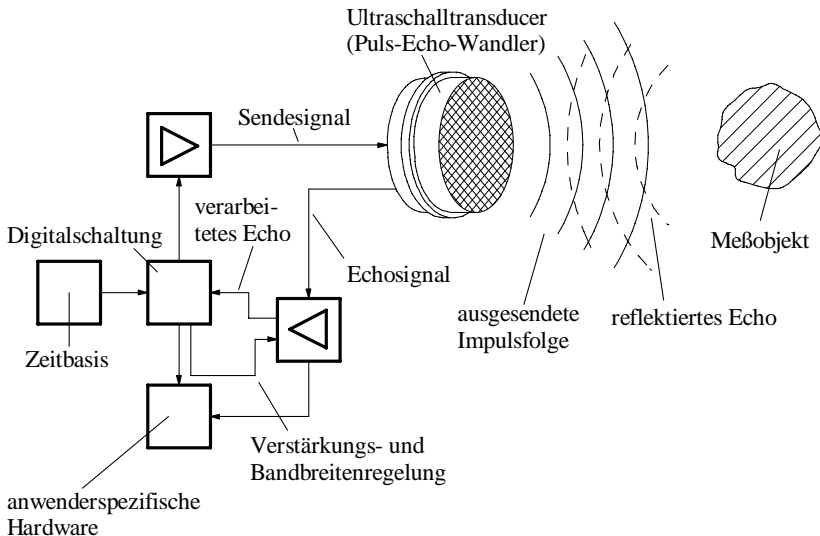 Ultraschalltransducer
(Puls-Echo-Wandler)
Sendesignal
verarbei-
tetes Echo
Digitalschaltung
Echosignal
Meßobjekt
ausgesendete
Impulsfolge
reflektiertes Echo
Zeitbasis
Verstärkungs- und
Bandbreitenregelung
anwenderspezifische
Hardware